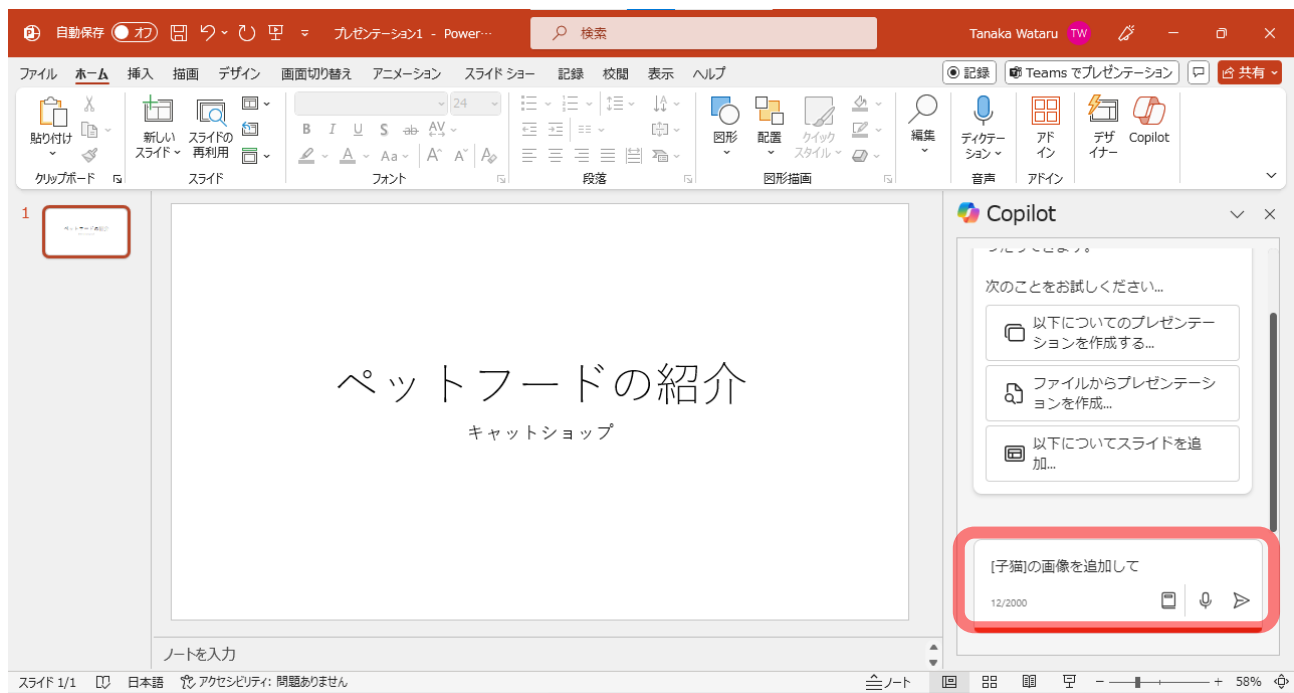 自動保存 オフ プレゼンテーション1 - Power… 検索 Tanaka Wataru TW
ファイル ホーム 挿入 描画 デザイン 画面切り替え アニメーション スライド ショー 記録 校閲 表示 ヘルプ 記録 Teams でプレゼンテーション 共有
24
B I U S ab AV
Aa A A A
貼り付け 新しい スライド スライドの 再利用 図形 配置 クイック スタイル 編集 ディクテー ション アド イン デザ イナー Copilot
クリップボード スライド フォント 段落 図形描画 音声 アドイン
1
ペットフードの紹介
キャットショップ
Copilot
次のことをお試しください...
以下についてのプレゼンテー
ションを作成する...
ファイルからプレゼンテーシ
ョンを作成...
以下についてスライドを追
加...
[子猫]の画像を追加して
12/2000
ノートを入力
スライド 1/1 日本語 アクセシビリティ: 問題ありません ノート 58%